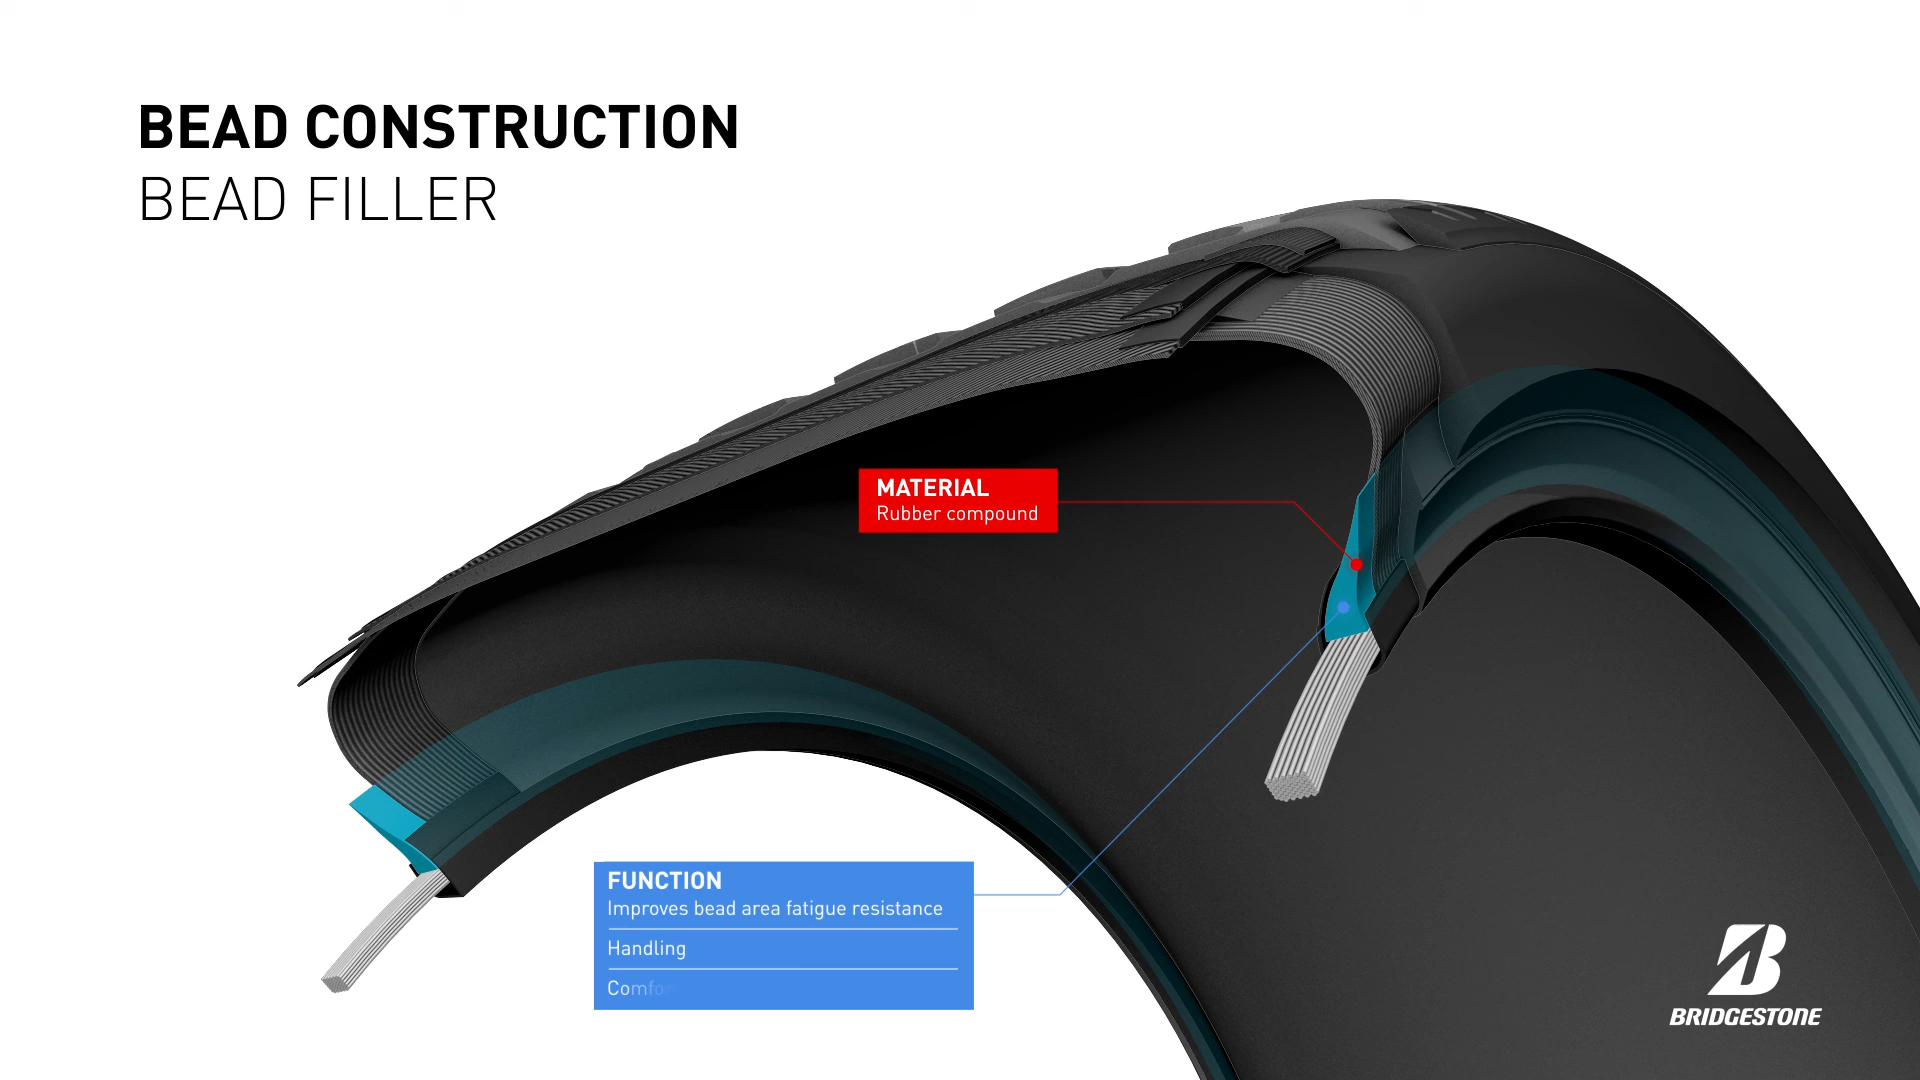 BEAD CONSTRUCTION
BEAD FILLER
MATERIAL
Rubber compound
FUNCTION
Improves bead area fatigue resistance
Handling
BRIDGESTONE